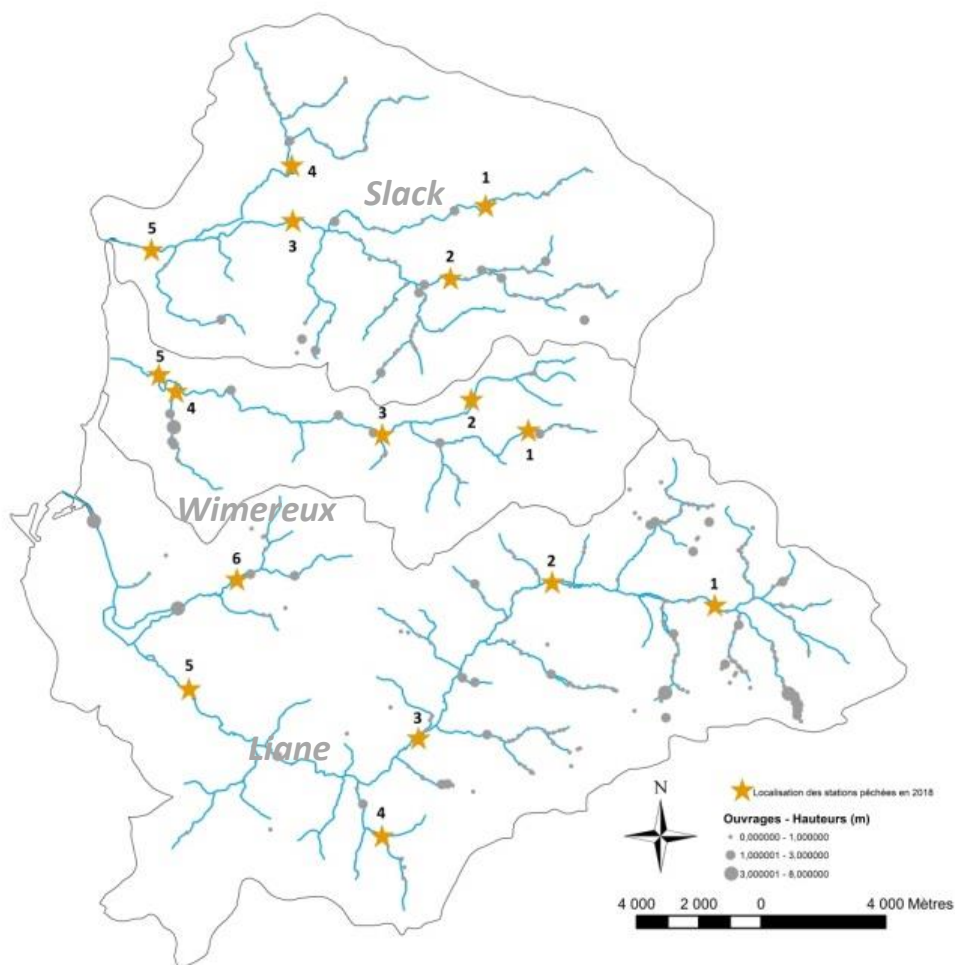 4
Slack
1
3
5
2
5
4
3
2
1
Wimereux
6
2
1
5
3
Liane
4
N
Localisation des stations pêchées en 2018
Ouvrages - Hauteurs (m)
0,000000 - 1,000000
1,000001 - 3,000000
3,000001 - 8,000000
4 000 2 000 0 4 000 Mètres